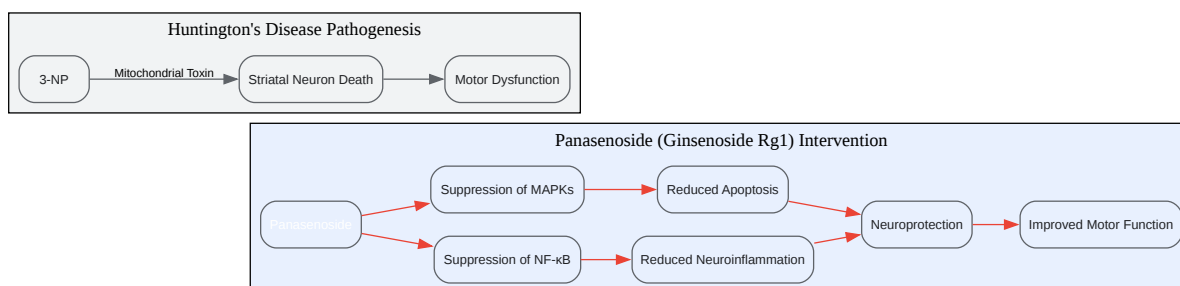 Huntington's Disease Pathogenesis
3-NP
Mitochondrial Toxin
Striatal Neuron Death
Motor Dysfunction
Panasenoside (Ginsenoside Rg1) Intervention
Panasenoside
Suppression of MAPKs
Reduced Apoptosis
Suppression of NF-κB
Reduced Neuroinflammation
Neuroprotection
Improved Motor Function